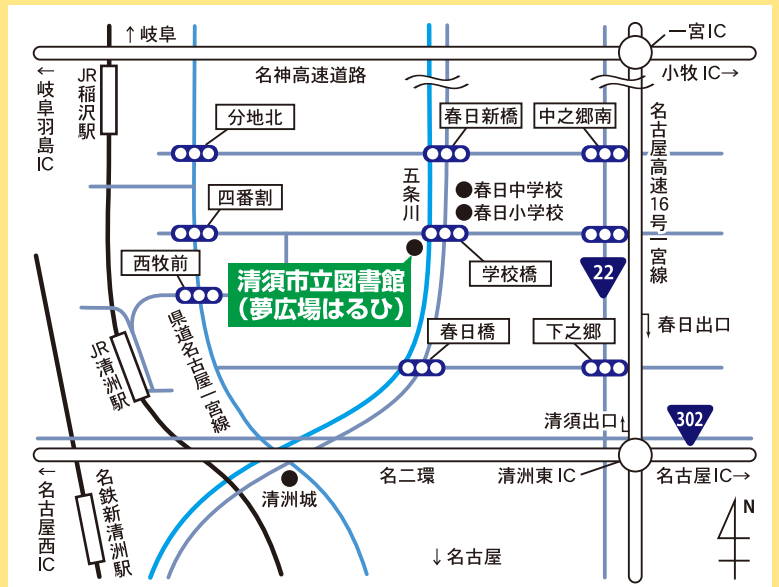 ↑岐阜
一宮IC
名神高速道路
小牧IC→
←岐阜羽島IC
JR稲沢駅
分地北
春日新橋
中之郷南
名古屋高速16号一宮線
五条川
春日中学校
春日小学校
四番割
西牧前
清須市立図書館
(夢広場はるひ)
学校橋
22
県道名古屋一宮線
春日橋
下之郷
春日出口
JR清洲駅
清須出口
302
←名古屋西IC
名鉄新清洲駅
清洲城
名二環
清洲東IC
名古屋IC→
N
↓名古屋